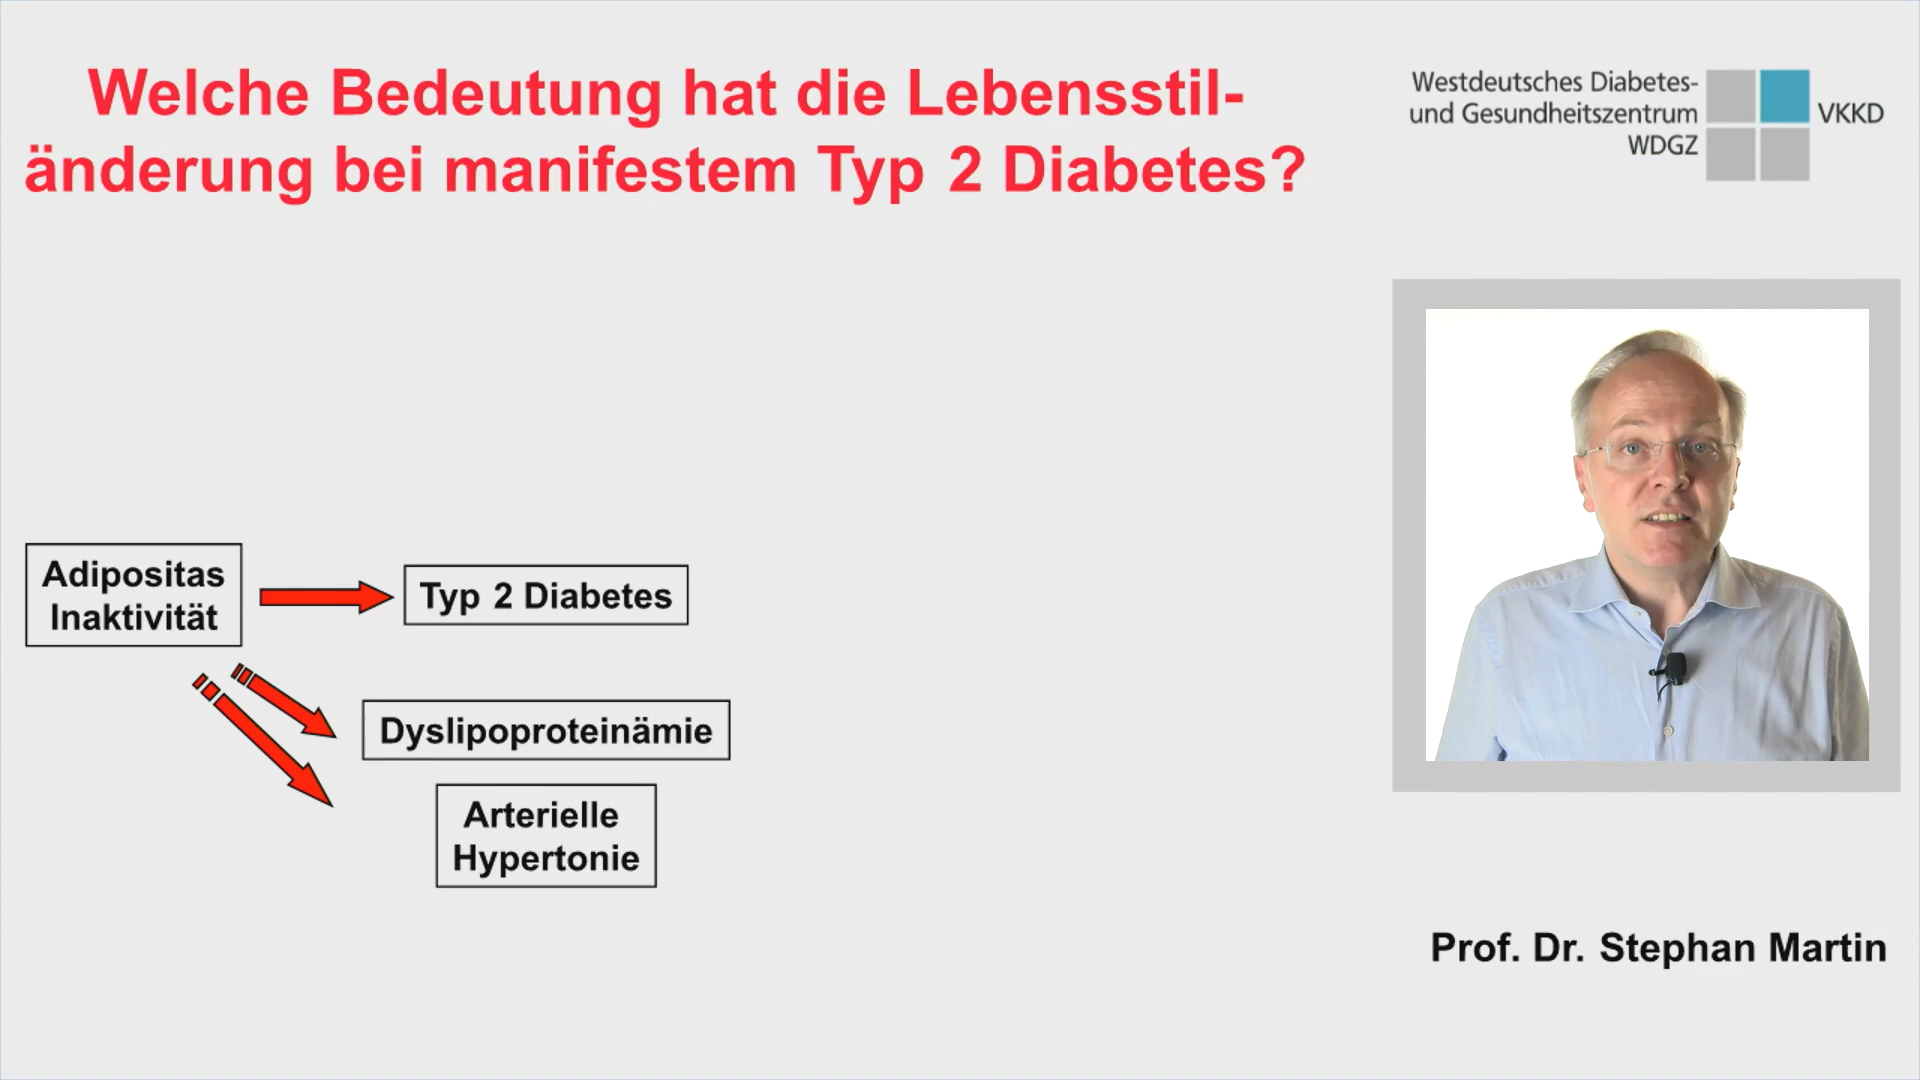 Welche Bedeutung hat die Lebensstil-
änderung bei manifestem Typ 2 Diabetes?
Westdeutsches Diabetes-
und Gesundheitszentrum
WDGZ
VKKD
Adipositas
Inaktivität
Typ 2 Diabetes
Dyslipoproteinämie
Arterielle
Hypertonie
Prof. Dr. Stephan Martin